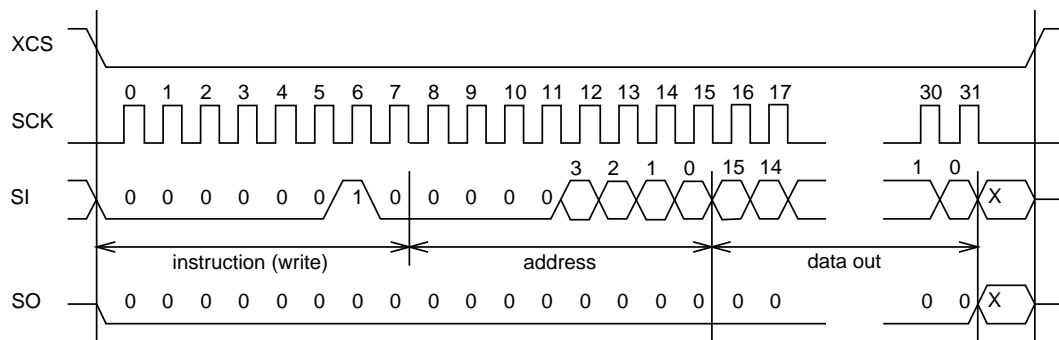 XCS
0 1 2 3 4 5 6 7 8 9 10 11 12 13 14 15 16 17 30 31
SCK
3 2 1 0 15 14 1 0
SI 0 0 0 0 0 0 1 0 0 0 0 0 X
instruction (write) address data out
SO 0 0 0 0 0 0 0 0 0 0 0 0 0 0 0 0 0 0 0 0 X